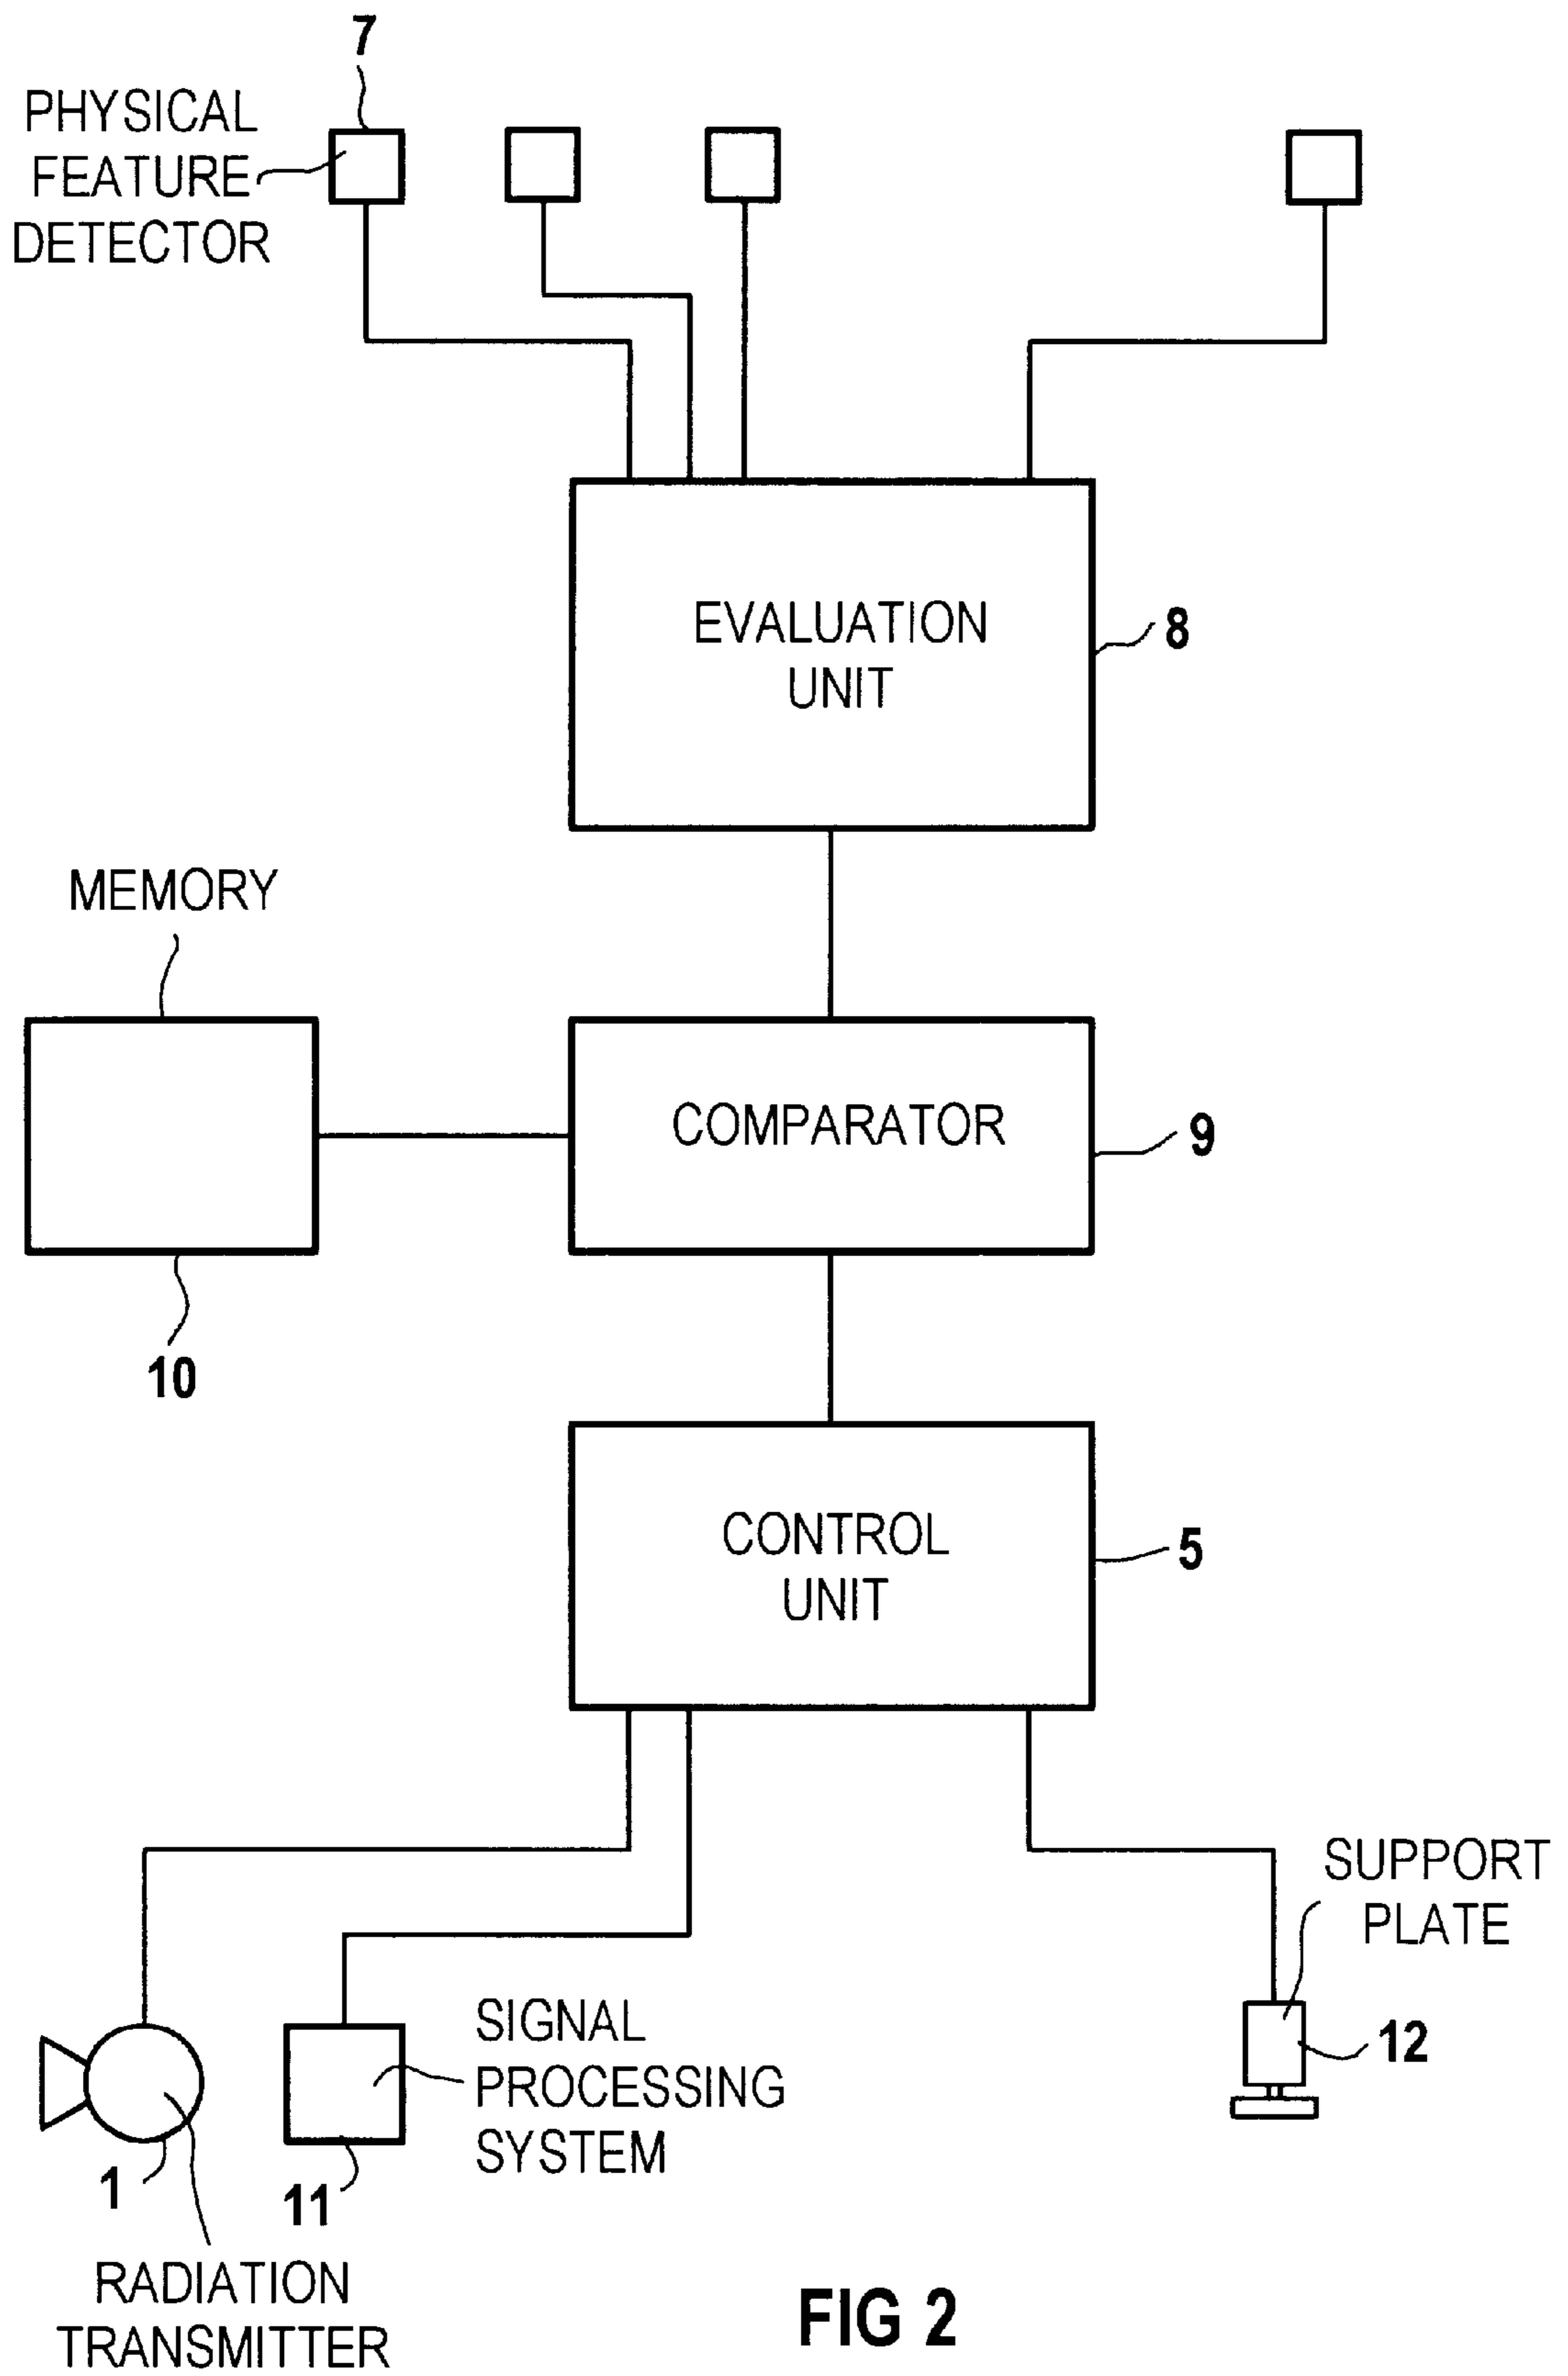 7
PHYSICAL
FEATURE
DETECTOR
EVALUATION
UNIT
8
MEMORY
COMPARATOR
9
10
CONTROL
UNIT
5
SUPPORT
PLATE
12
SIGNAL
PROCESSING
SYSTEM
1
11
RADIATION
TRANSMITTER
FIG 2